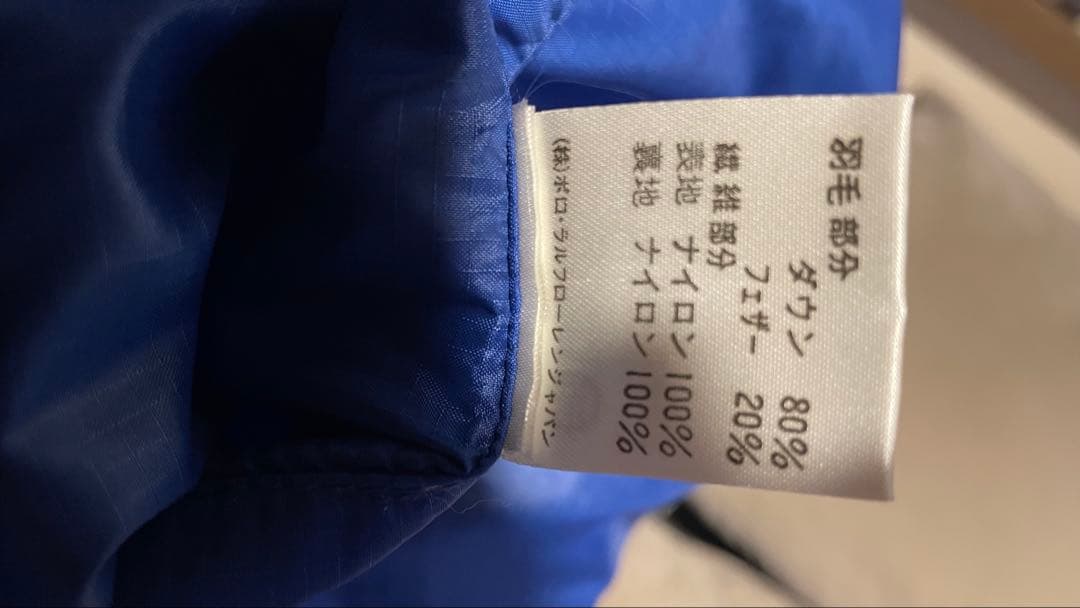 羽毛部分
ダウン 80%
フェザー 20%
繊維部分
表地 ナイロン 100%
裏地 ナイロン 100%
(株)ポロ・ラルフローレンジャパン